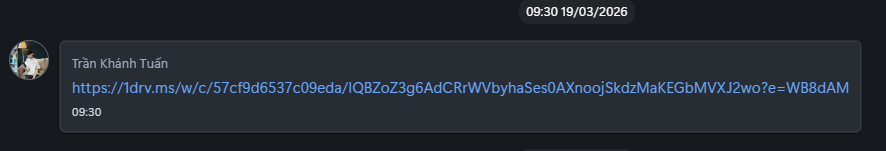 09:30 19/03/2026
Trần Khánh Tuấn
https://1drv.ms/w/c/57cf9d6537c09eda/IQBZoZ3g6AdCRrWVbyhaSes0AXnoojSkdzMaKEGbMVXJ2wo?e=WB8dAM
09:30